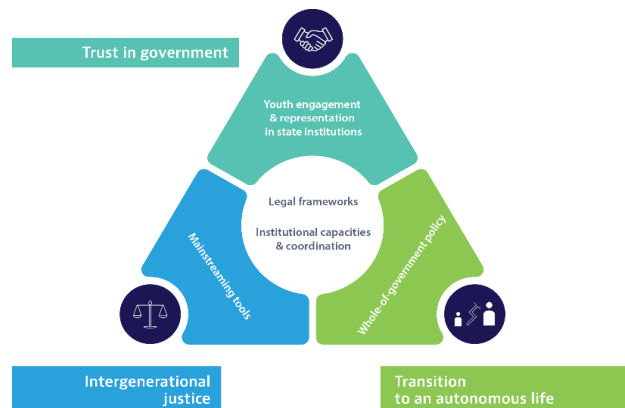 Trust in government
Youth engagement
& representation
in state institutions
Legal frameworks
Institutional capacities
& coordination
Mainstreaming tools
Whole-of-government policy
Intergenerational
justice
Transition
to an autonomous life